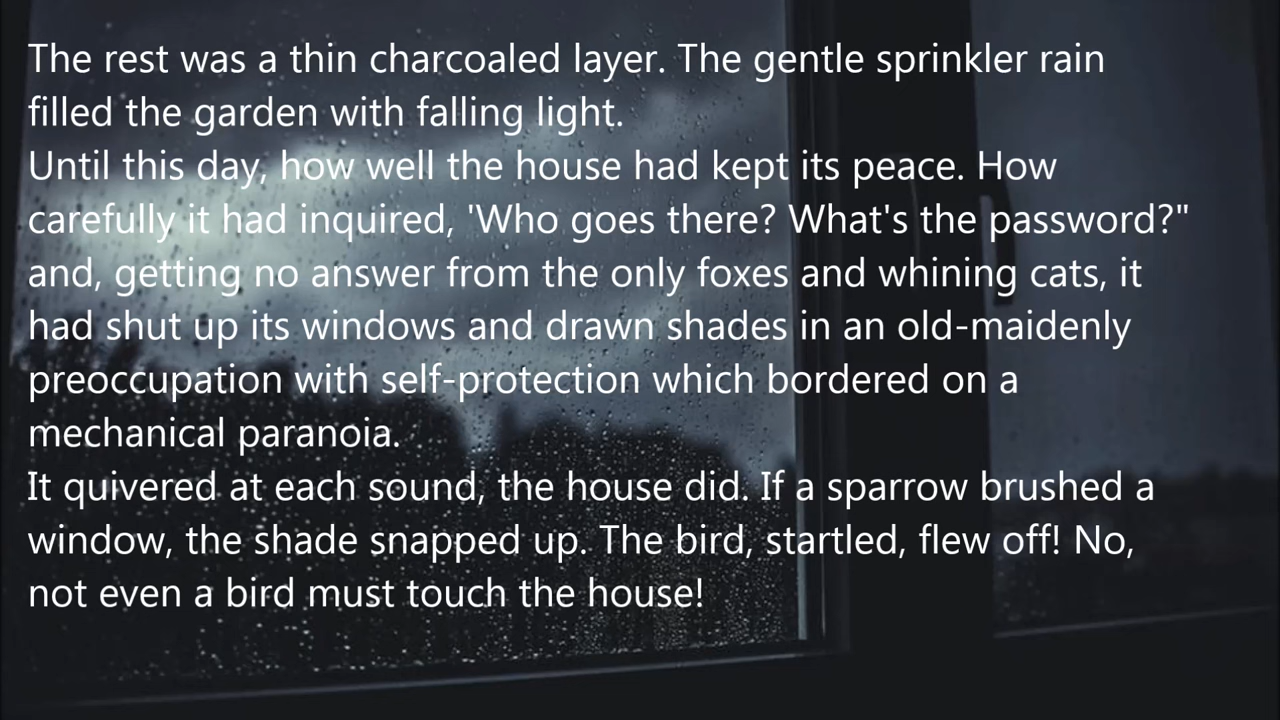 The rest was a thin charcoaled layer. The gentle sprinkler rain
filled the garden with falling light.
Until this day, how well the house had kept its peace. How
carefully it had inquired, 'Who goes there? What's the password?"
and, getting no answer from the only foxes and whining cats, it
had shut up its windows and drawn shades in an old-maidenly
preoccupation with self-protection which bordered on a
mechanical paranoia.
It quivered at each sound, the house did. If a sparrow brushed a
window, the shade snapped up. The bird, startled, flew off! No,
not even a bird must touch the house!